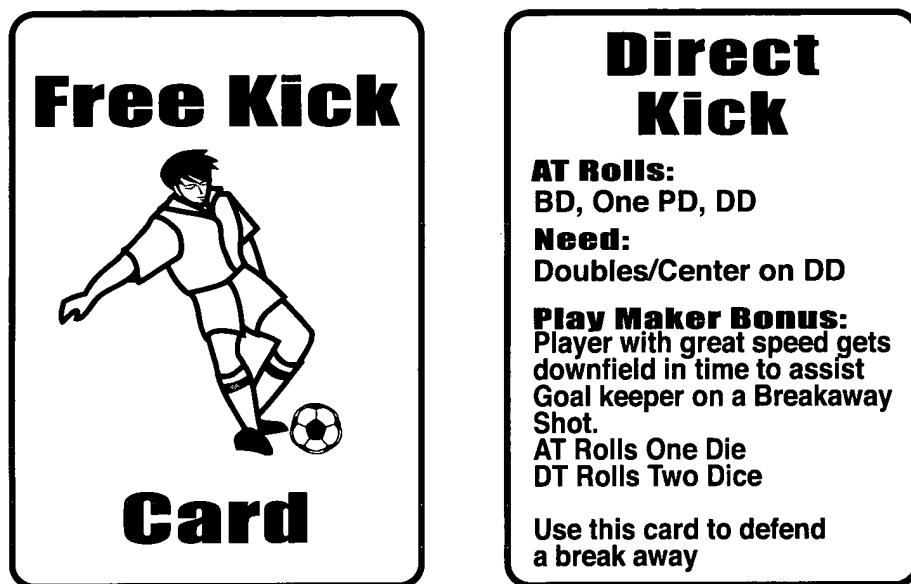 Free Kick
Card
Direct
Kick
AT Rolls:
BD, One PD, DD
Need:
Doubles/Center on DD
Play Maker Bonus:
Player with great speed gets
downfield in time to assist
Goal keeper on a Breakaway
Shot.
AT Rolls One Die
DT Rolls Two Dice
Use this card to defend
a break away